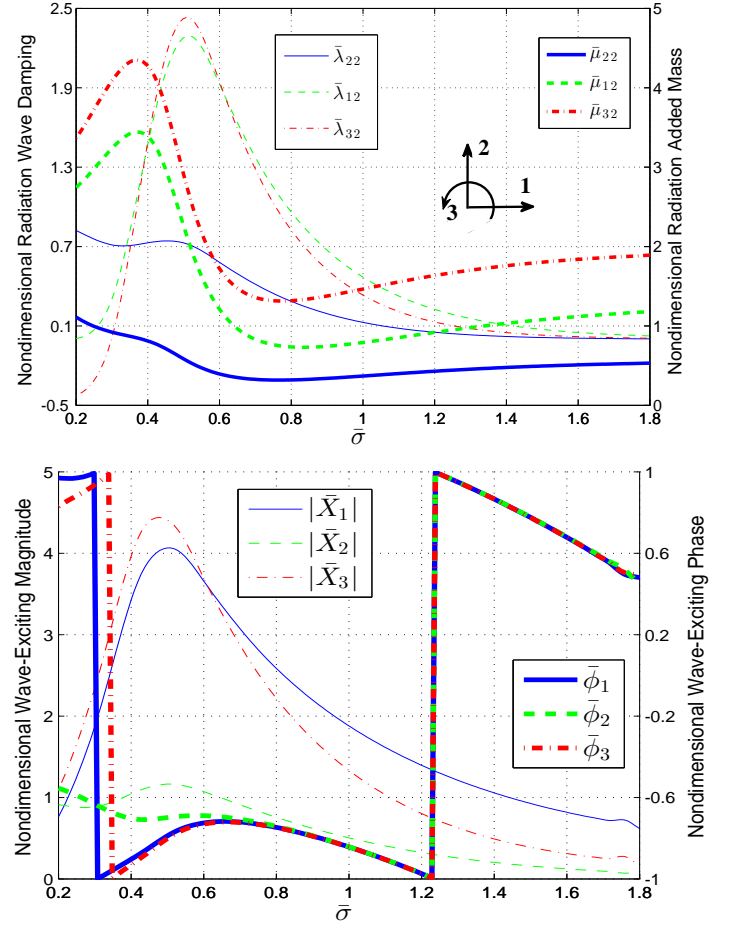 Nondimensional Radiation Wave Damping
2.5
1.9
1.3
0.7
0.1
-0.5
λ̄₂₂
λ̄₁₂
λ̄₃₂
μ̄₂₂
μ̄₁₂
μ̄₃₂
2
1
3
5
4
3
2
1
0
Nondimensional Radiation Added Mass
0.2 0.4 0.6 0.8 1 1.2 1.4 1.6 1.8
σ̄
Nondimensional Wave-Exciting Magnitude
5
4
3
2
1
0
|X̄₁|
|X̄₂|
|X̄₃|
φ̄₁
φ̄₂
φ̄₃
1
0.6
0.2
-0.2
-0.6
-1
Nondimensional Wave-Exciting Phase
0.2 0.4 0.6 0.8 1 1.2 1.4 1.6 1.8
σ̄